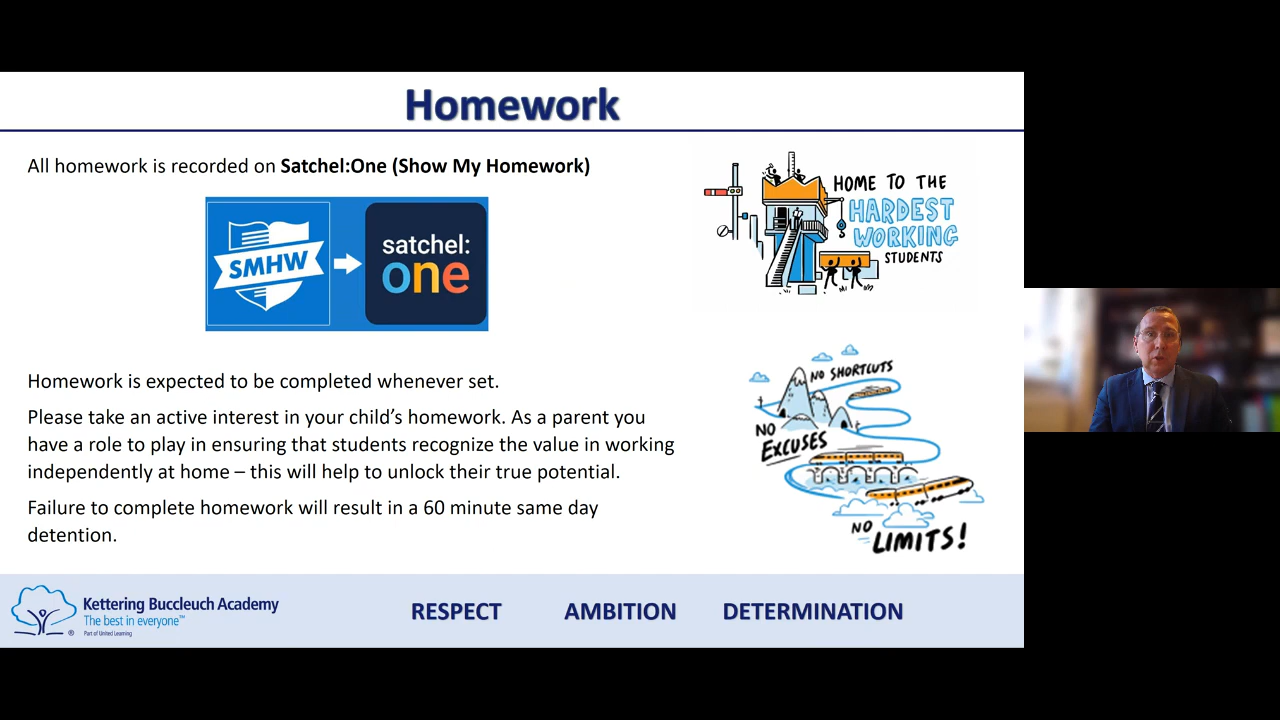 Homework
All homework is recorded on Satchel:One (Show My Homework)
SMHW
satchel:
one
HOME TO THE
HARDEST
WORKING
STUDENTS
Homework is expected to be completed whenever set.
Please take an active interest in your child’s homework. As a parent you
have a role to play in ensuring that students recognize the value in working
independently at home – this will help to unlock their true potential.
Failure to complete homework will result in a 60 minute same day
detention.
NO SHORTCUTS
NO
EXCUSES
NO
LIMITS!
Kettering Buccleuch Academy
The best in everyone™
Part of United Learning
®
RESPECT AMBITION DETERMINATION